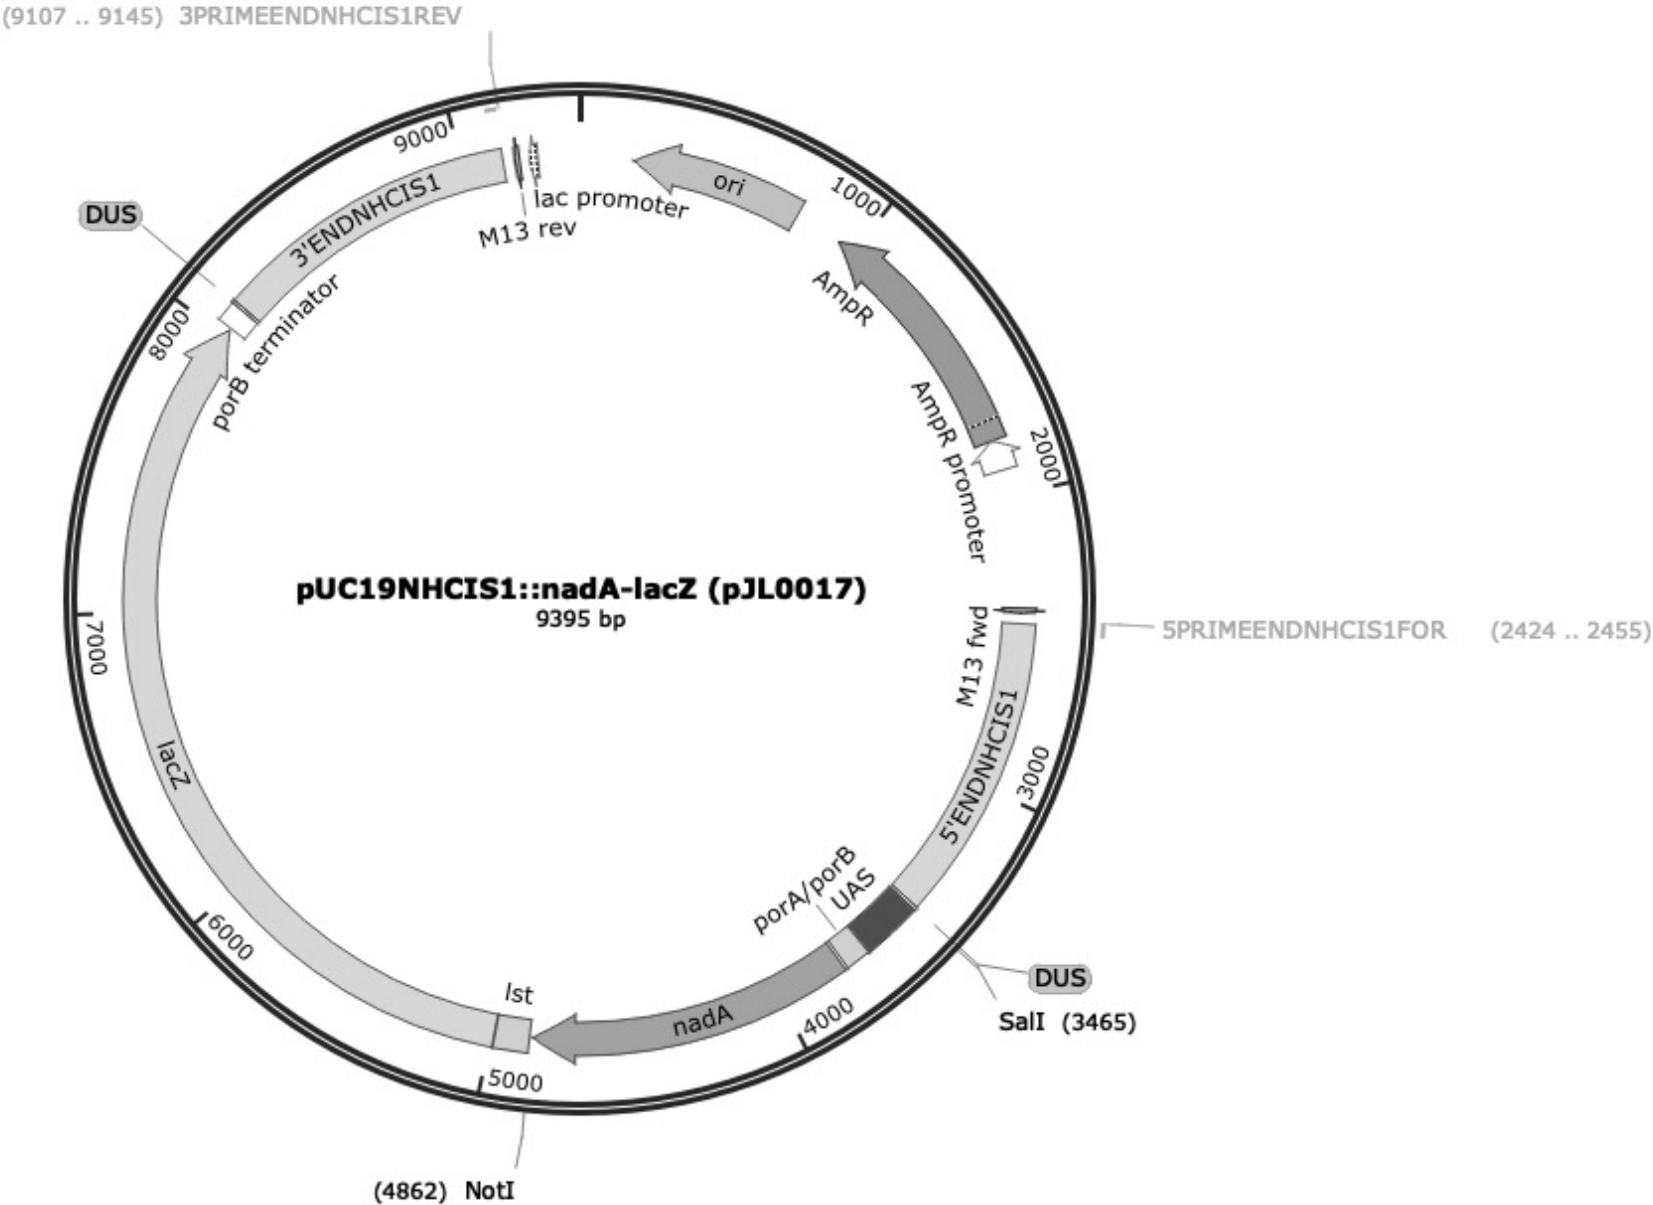 (9107 .. 9145) 3PRIMEENDNHCIS1REV
9000
1000
ori
DUS
3'ENDNHCIS1
lac promoter
M13 rev
AmpR
8000
porB terminator
AmpR promoter
2000
pUC19NHCIS1::nadA-lacZ (pJL0017)
9395 bp
7000
M13 fwd
5PRIMEENDNHCIS1FOR (2424 .. 2455)
lacZ
5'ENDNHCIS1
3000
porA/porB
UAS
6000
DUS
lst
nadA
4000
SalI (3465)
5000
(4862) NotI